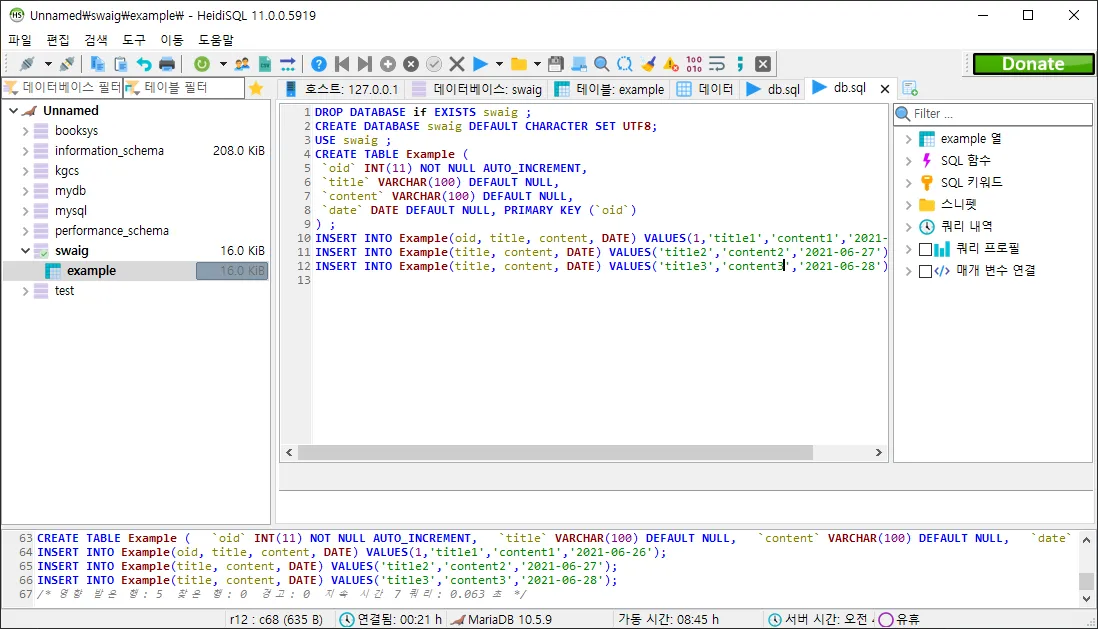 Unnamed₩swaig₩example₩ - HeidiSQL 11.0.0.5919
파일 편집 검색 도구 이동 도움말
Donate
데이터베이스 필터 테이블 필터
호스트: 127.0.0.1 데이터베이스: swaig 테이블: example 데이터 db.sql db.sql
Unnamed
booksys
information_schema 208.0 KiB
kgcs
mydb
mysql
performance_schema
swaig 16.0 KiB
example 16.0 KiB
test
1 DROP DATABASE if EXISTS swaig ;
2 CREATE DATABASE swaig DEFAULT CHARACTER SET UTF8;
3 USE swaig ;
4 CREATE TABLE Example (
5 `oid` INT(11) NOT NULL AUTO_INCREMENT,
6 `title` VARCHAR(100) DEFAULT NULL,
7 `content` VARCHAR(100) DEFAULT NULL,
8 `date` DATE DEFAULT NULL, PRIMARY KEY (`oid`)
9 ) ;
10 INSERT INTO Example(oid, title, content, DATE) VALUES(1,'title1','content1','2021-
11 INSERT INTO Example(title, content, DATE) VALUES('title2','content2','2021-06-27')
12 INSERT INTO Example(title, content, DATE) VALUES('title3','content3','2021-06-28')
13
Filter ...
example 열
SQL 함수
SQL 키워드
스니펫
쿼리 내역
쿼리 프로필
매개 변수 연결
63 CREATE TABLE Example ( `oid` INT(11) NOT NULL AUTO_INCREMENT, `title` VARCHAR(100) DEFAULT NULL, `content` VARCHAR(100) DEFAULT NULL, `date`
64 INSERT INTO Example(oid, title, content, DATE) VALUES(1,'title1','content1','2021-06-26');
65 INSERT INTO Example(title, content, DATE) VALUES('title2','content2','2021-06-27');
66 INSERT INTO Example(title, content, DATE) VALUES('title3','content3','2021-06-28');
67 /* 영향 받은 행: 5 찾은 행: 0 경고: 0 지속 시간 7 쿼리: 0.063 초 */
r12 : c68 (635 B) 연결됨: 00:21 h MariaDB 10.5.9 가동 시간: 08:45 h 서버 시간: 오전 유휴